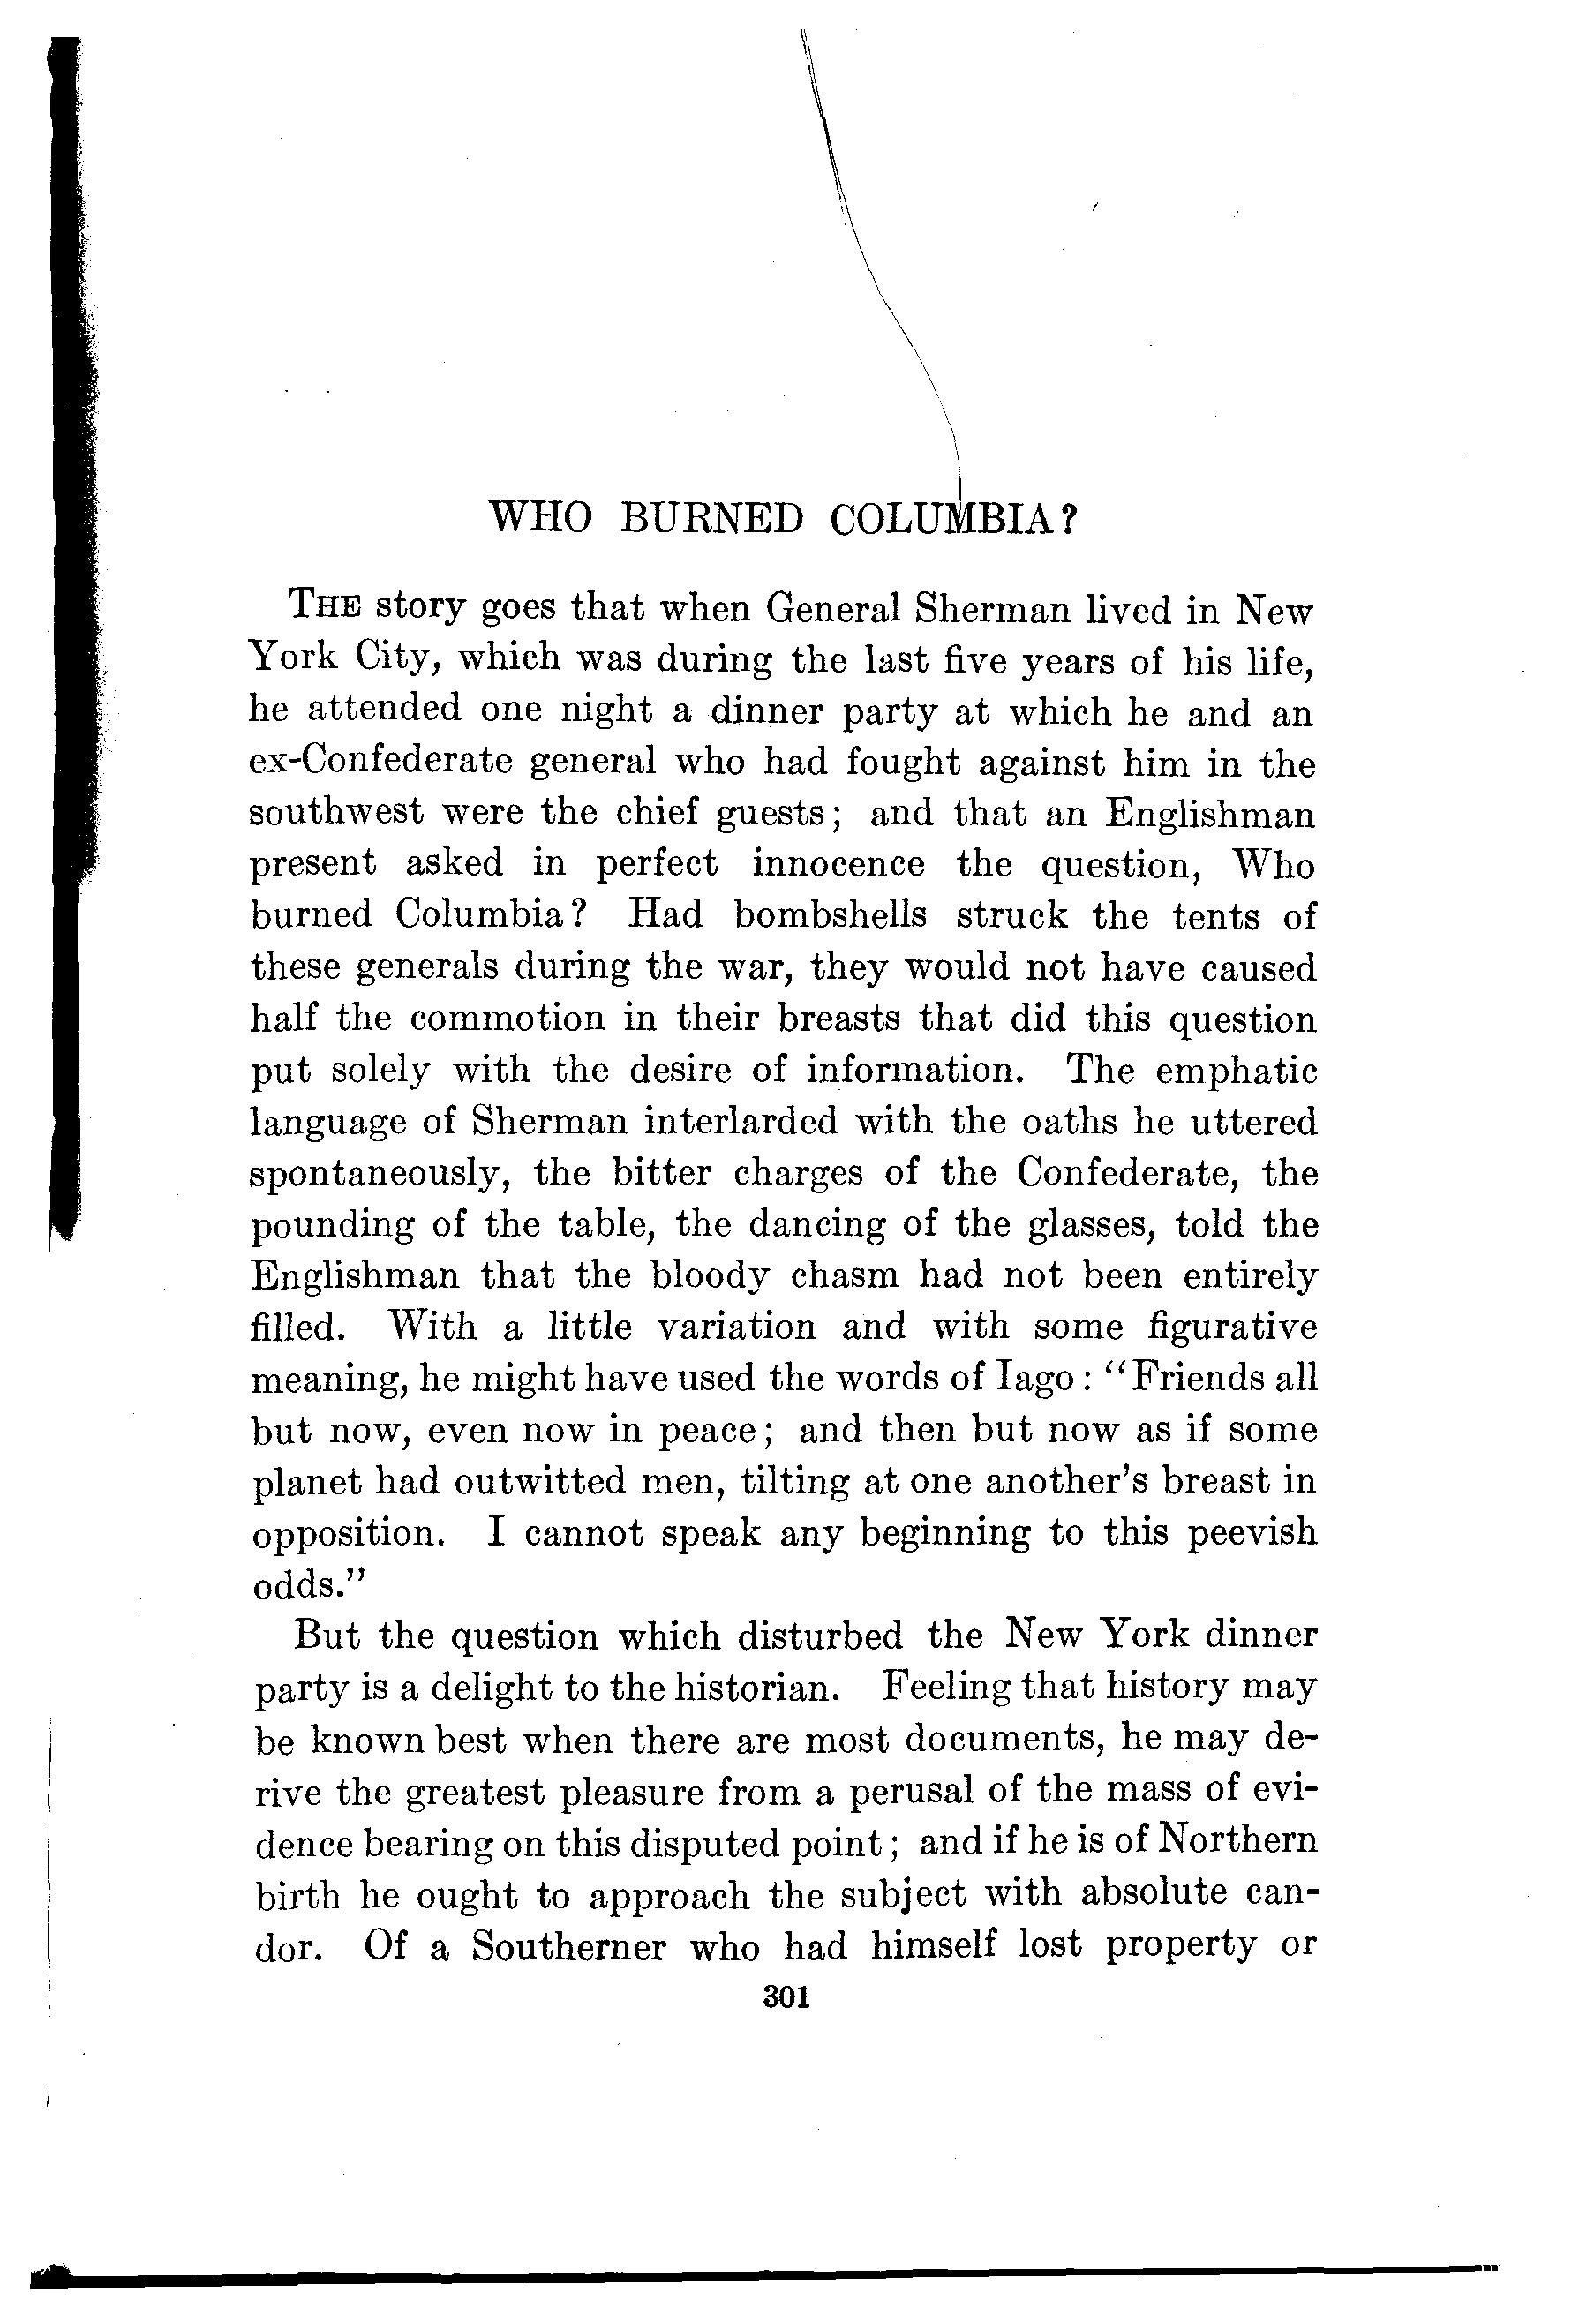 WHO BURNED COLUMBIA?
THE story goes that when General Sherman lived in New
York City, which was during the last five years of his life,
he attended one night a dinner party at which he and an
ex-Confederate general who had fought against him in the
southwest were the chief guests; and that an Englishman
present asked in perfect innocence the question, Who
burned Columbia? Had bombshells struck the tents of
these generals during the war, they would not have caused
half the commotion in their breasts that did this question
put solely with the desire of information. The emphatic
language of Sherman interlarded with the oaths he uttered
spontaneously, the bitter charges of the Confederate, the
pounding of the table, the dancing of the glasses, told the
Englishman that the bloody chasm had not been entirely
filled. With a little variation and with some figurative
meaning, he might have used the words of Iago: "Friends all
but now, even now in peace; and then but now as if some
planet had outwitted men, tilting at one another's breast in
opposition. I cannot speak any beginning to this peevish
odds."
But the question which disturbed the New York dinner
party is a delight to the historian. Feeling that history may
be known best when there are most documents, he may de-
rive the greatest pleasure from a perusal of the mass of evi-
dence bearing on this disputed point; and if he is of Northern
birth he ought to approach the subject with absolute can-
dor. Of a Southerner who had himself lost property or
301